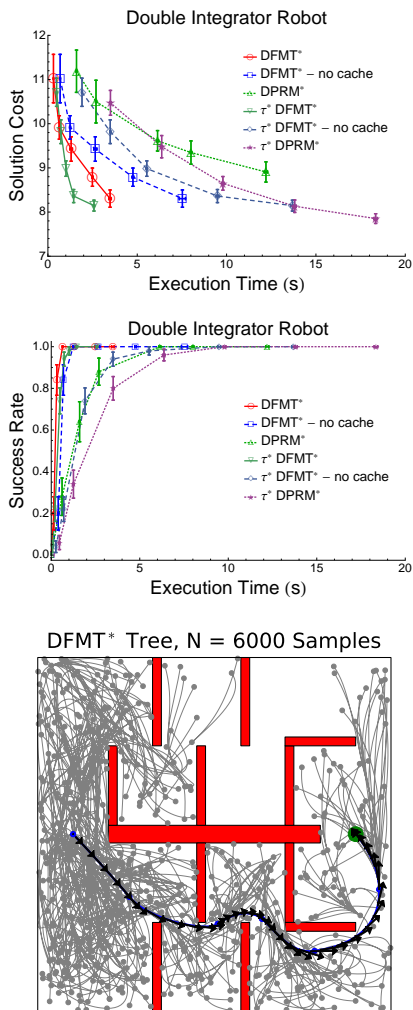 Double Integrator Robot
Solution Cost
12
11
10
9
8
7
DFMT*
DFMT* – no cache
DPRM*
τ* DFMT*
τ* DFMT* – no cache
τ* DPRM*
0 5 10 15 20
Execution Time (s)
Double Integrator Robot
Success Rate
1.0
0.8
0.6
0.4
0.2
0.0
DFMT*
DFMT* – no cache
DPRM*
τ* DFMT*
τ* DFMT* – no cache
τ* DPRM*
0 5 10 15 20
Execution Time (s)
DFMT* Tree, N = 6000 Samples